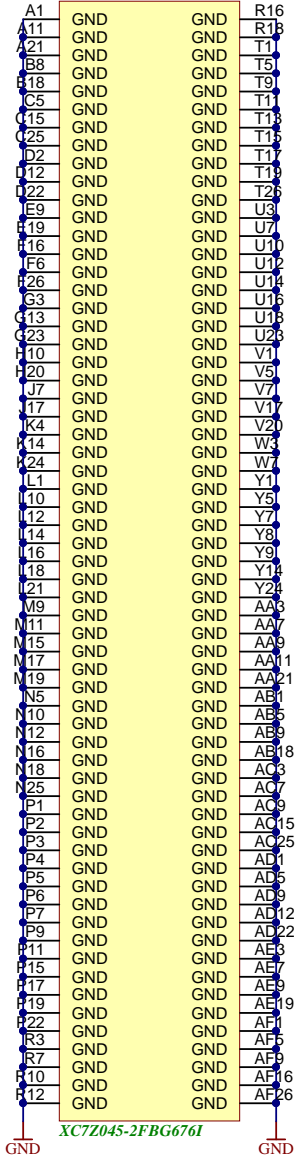 A1 GND GND R16
A11 GND GND R18
A21 GND GND T1
B8 GND GND T5
B18 GND GND T9
C5 GND GND T11
C15 GND GND T13
C25 GND GND T15
D2 GND GND T17
D12 GND GND T19
D22 GND GND T26
E9 GND GND U3
E19 GND GND U7
F16 GND GND U10
F6 GND GND U12
F26 GND GND U14
G3 GND GND U16
G13 GND GND U18
G23 GND GND U23
H10 GND GND V1
H20 GND GND V5
J7 GND GND V7
J17 GND GND V17
K4 GND GND V20
K14 GND GND W3
K24 GND GND W7
L1 GND GND Y1
L10 GND GND Y5
L12 GND GND Y7
L14 GND GND Y8
L16 GND GND Y9
L18 GND GND Y14
L21 GND GND Y24
M9 GND GND AA3
M11 GND GND AA7
M15 GND GND AA9
M17 GND GND AA11
M19 GND GND AA21
N5 GND GND AB1
N10 GND GND AB5
N12 GND GND AB9
N16 GND GND AB18
N18 GND GND AC3
N25 GND GND AC7
P1 GND GND AC9
P2 GND GND AC15
P3 GND GND AC25
P4 GND GND AD1
P5 GND GND AD5
P6 GND GND AD9
P7 GND GND AD12
P9 GND GND AD22
P11 GND GND AE3
P15 GND GND AE7
P17 GND GND AE9
P19 GND GND AE19
P22 GND GND AF1
R3 GND GND AF5
R7 GND GND AF9
R10 GND GND AF16
R12 GND GND AF26
XC7Z045-2FBG676I
GND GND